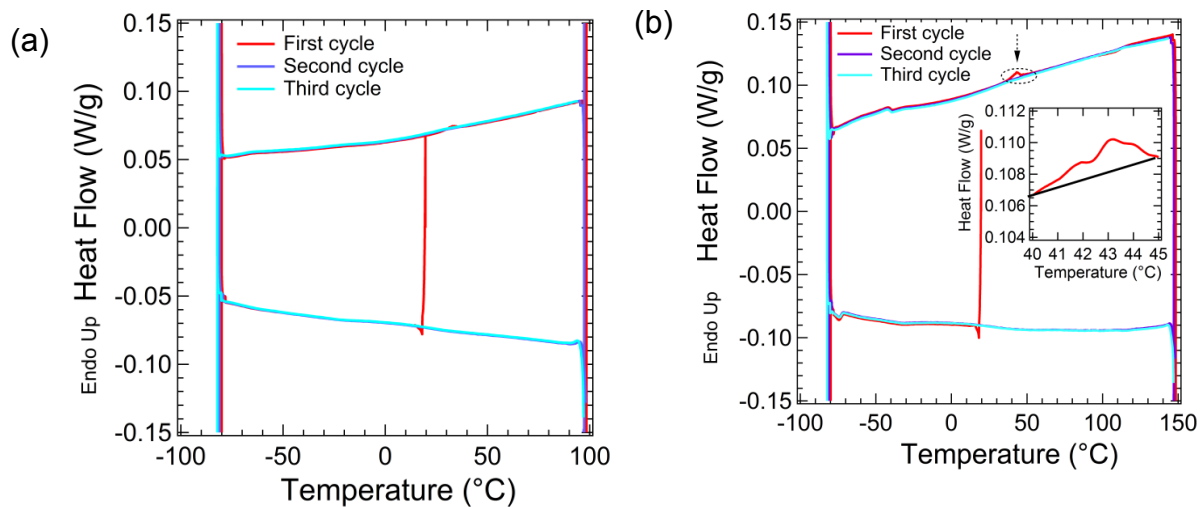 (a)
Endo Up Heat Flow (W/g)
0.15
0.10
0.05
0.00
-0.05
-0.10
-0.15
First cycle
Second cycle
Third cycle
-100
-50
0
50
100
Temperature (°C)
(b)
Endo Up Heat Flow (W/g)
0.15
0.10
0.05
0.00
-0.05
-0.10
-0.15
First cycle
Second cycle
Third cycle
Heat Flow (W/g)
0.112
0.110
0.108
0.106
0.104
40 41 42 43 44 45
Temperature (°C)
-100
-50
0
50
100
150
Temperature (°C)